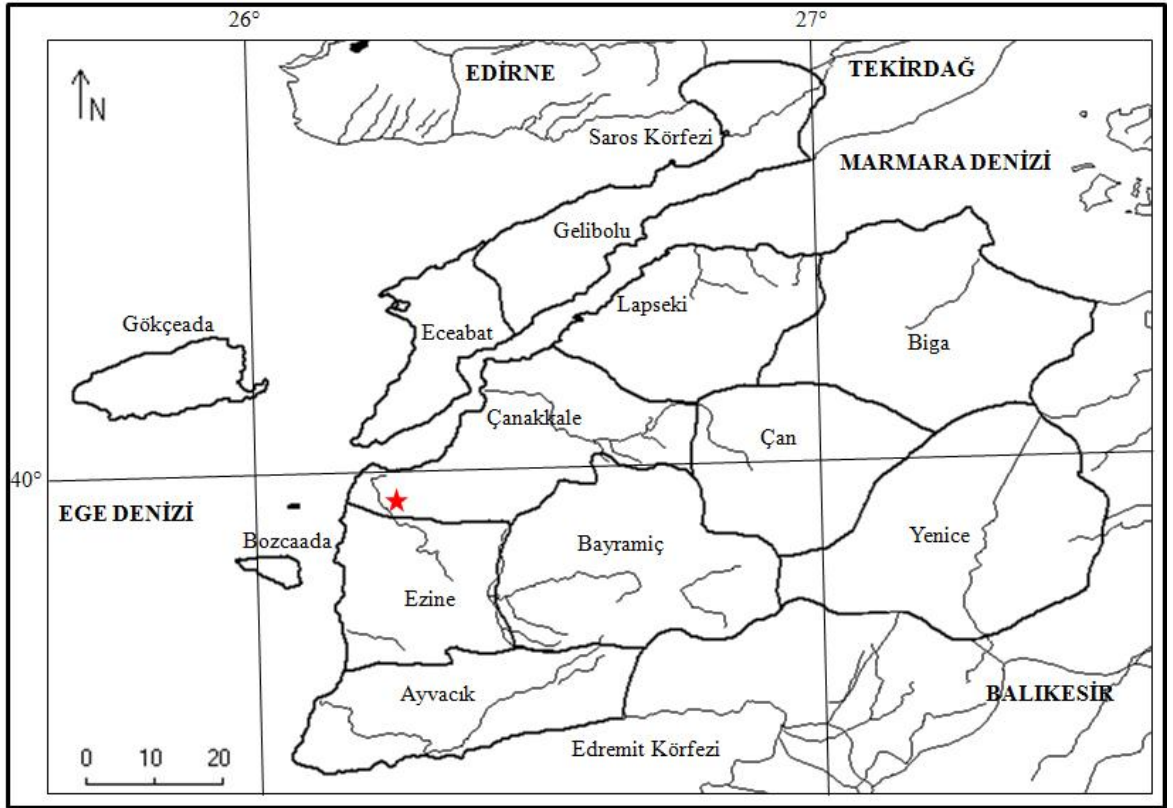 26°
27°
N
EDİRNE
TEKİRDAĞ
Saros Körfezi
MARMARA DENİZİ
Gelibolu
Lapseki
Gökçeada
Eceabat
Biga
Çanakkale
Çan
40°
EGE DENİZİ
Bozcaada
Bayramiç
Yenice
Ezine
Ayvacık
BALIKESİR
Edremit Körfezi
0 10 20